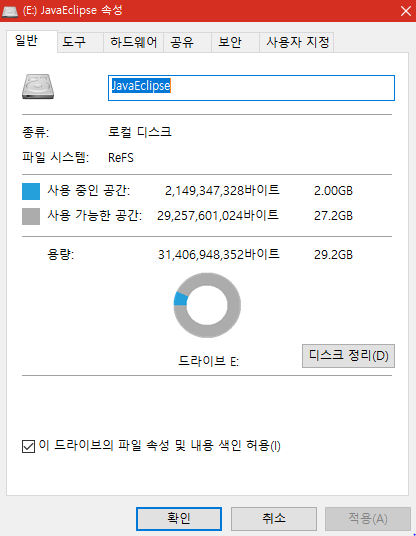 (E:) JavaEclipse 속성
일반 도구 하드웨어 공유 보안 사용자 지정
JavaEclipse
종류: 로컬 디스크
파일 시스템: ReFS
사용 중인 공간: 2,149,347,328바이트 2.00GB
사용 가능한 공간: 29,257,601,024바이트 27.2GB
용량: 31,406,948,352바이트 29.2GB
드라이브 E:
디스크 정리(D)
이 드라이브의 파일 속성 및 내용 색인 허용(I)
확인 취소 적용(A)